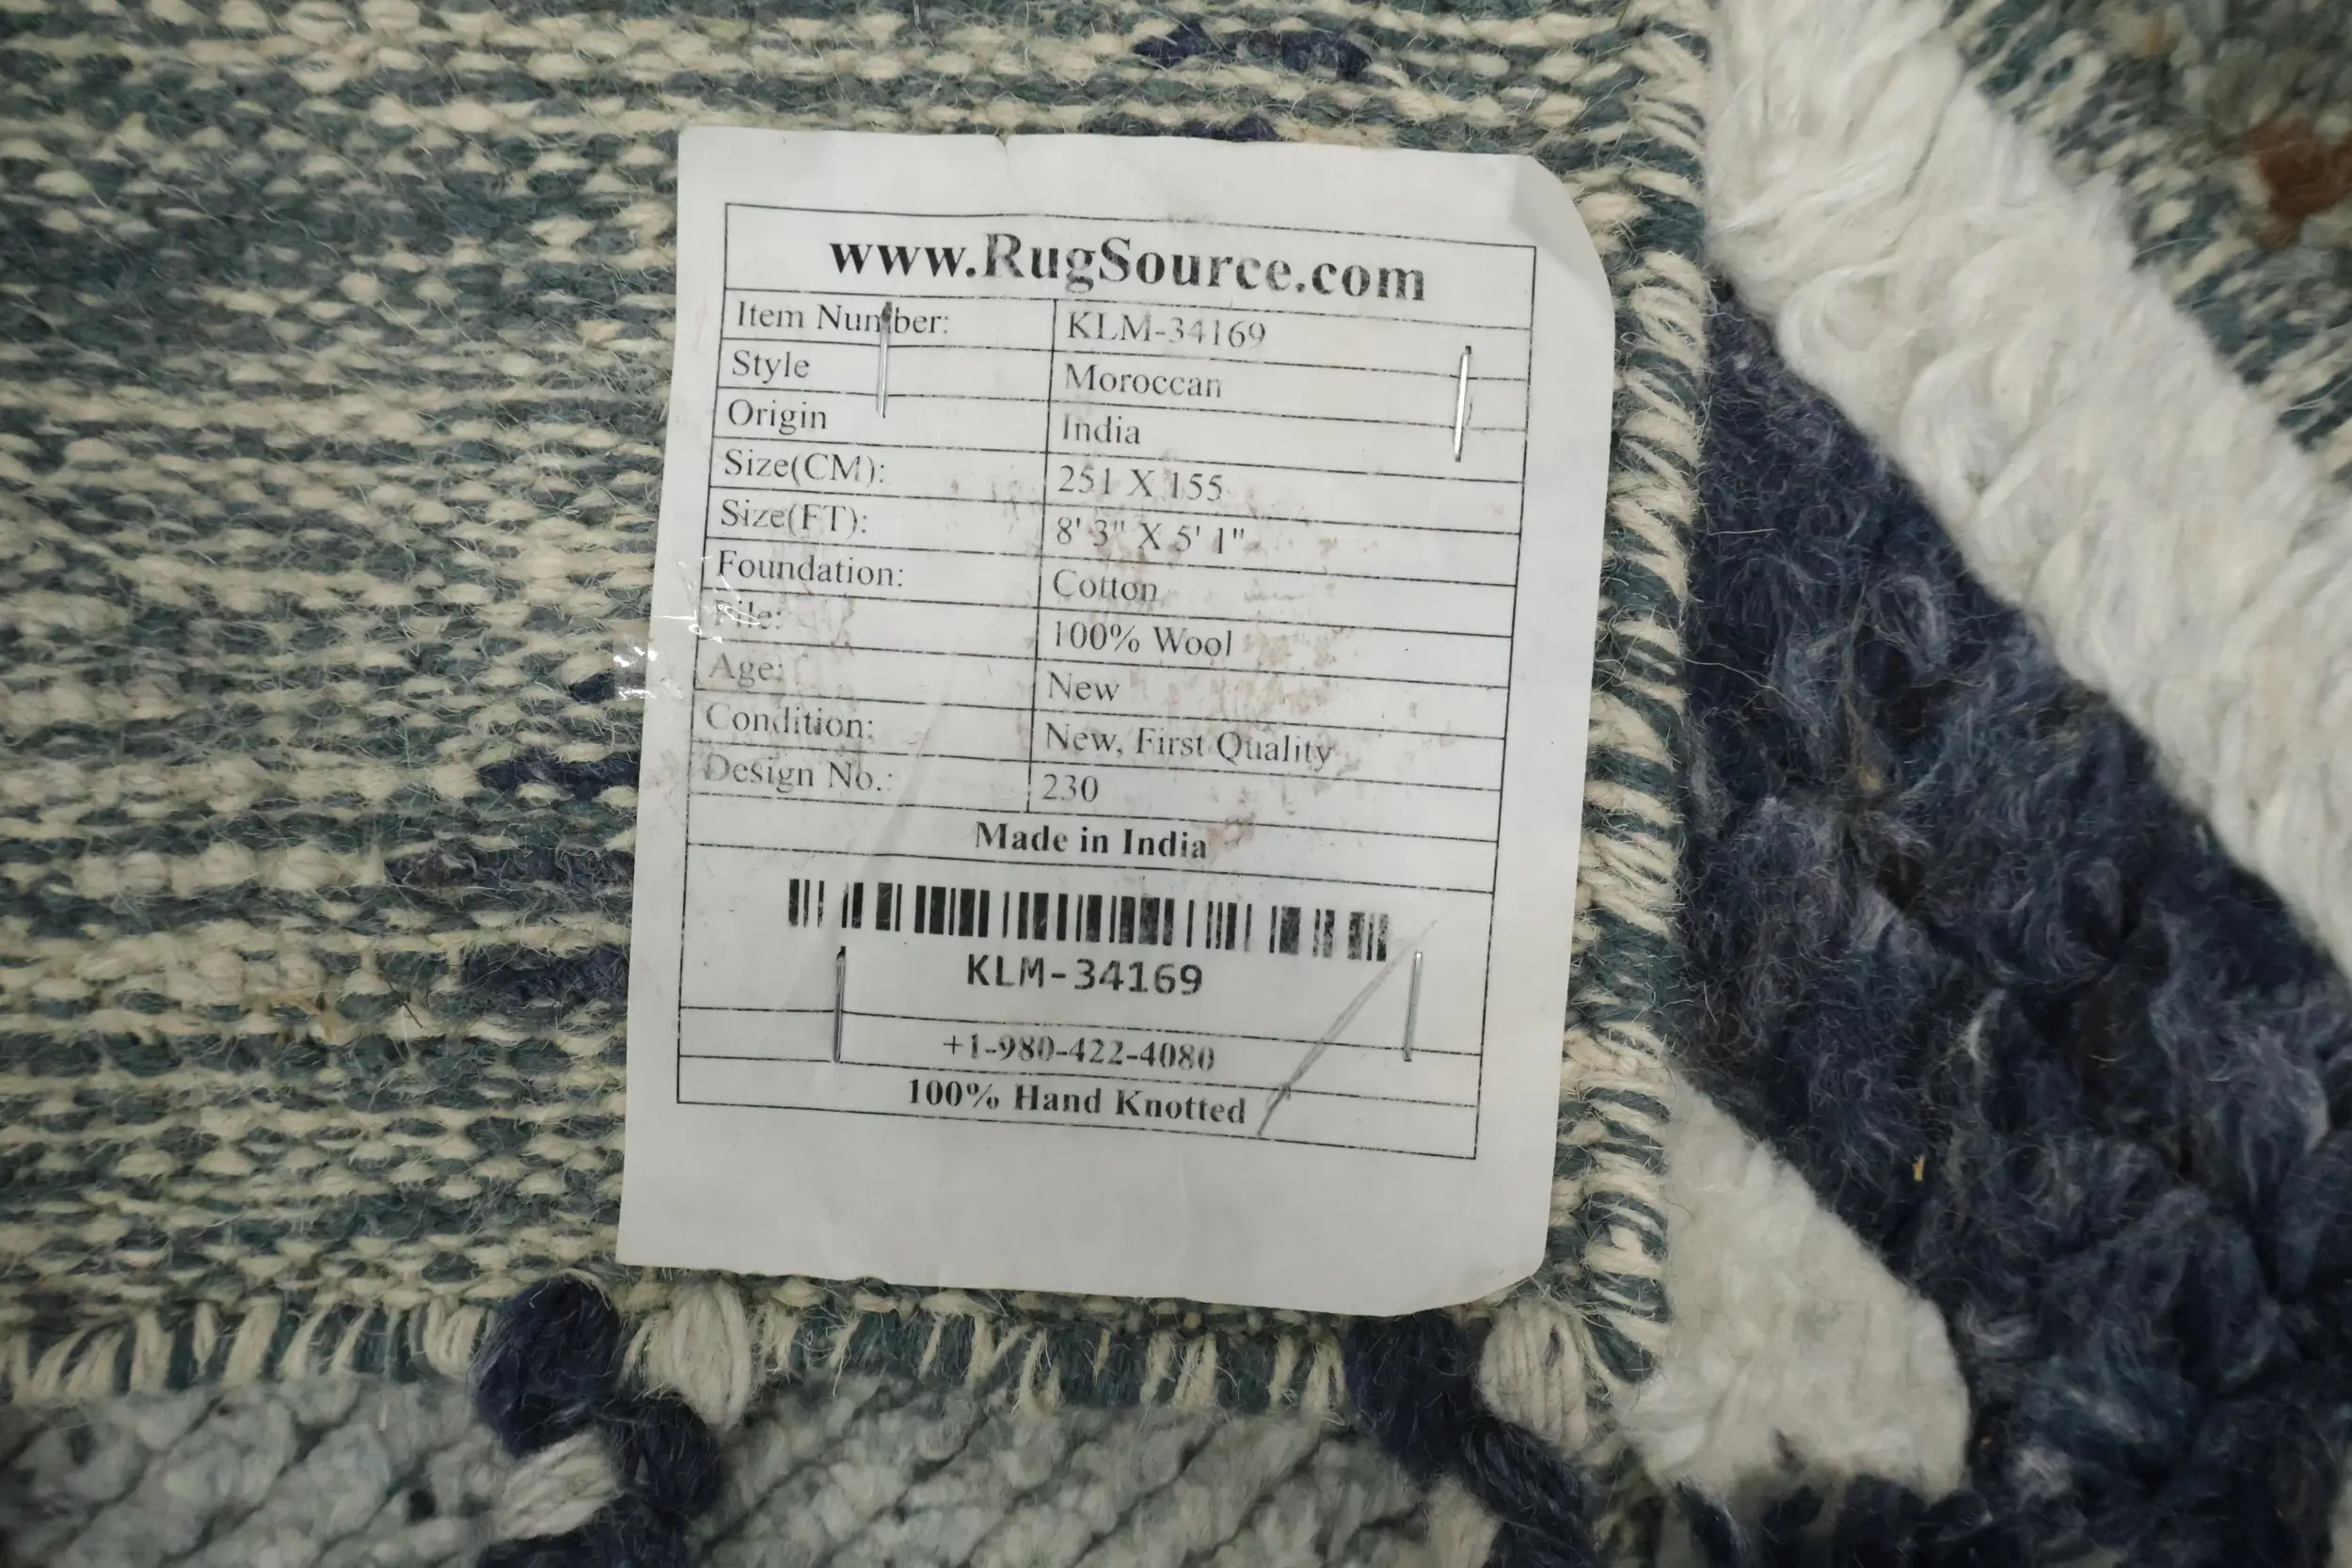 www.RugSource.com
Item Number: KLM-34169
Style Moroccan
Origin India
Size(CM): 251 X 155
Size(FT): 8' 3" X 5' 1"
Foundation: Cotton
Pile: 100% Wool
Age: New
Condition: New, First Quality
Design No.: 230
Made in India
KLM-34169
+1-980-422-4080
100% Hand Knotted